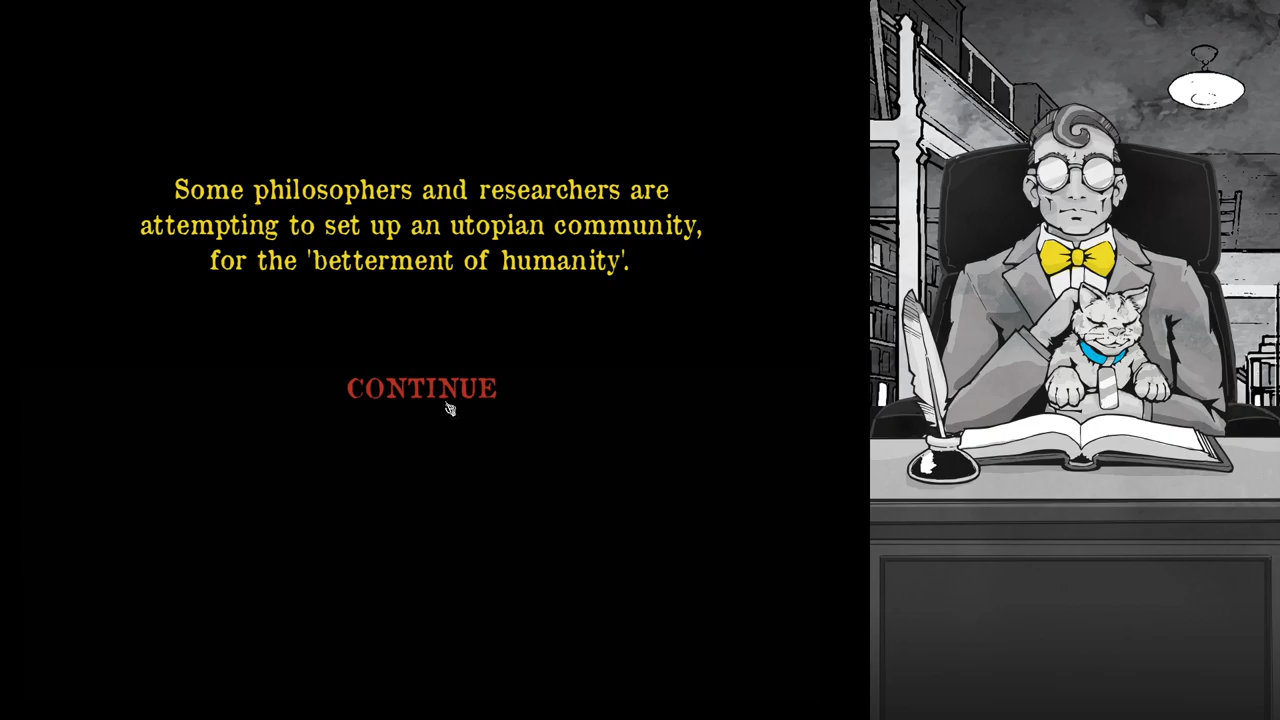 Some philosophers and researchers are
attempting to set up an utopian community,
for the 'betterment of humanity'.
CONTINUE